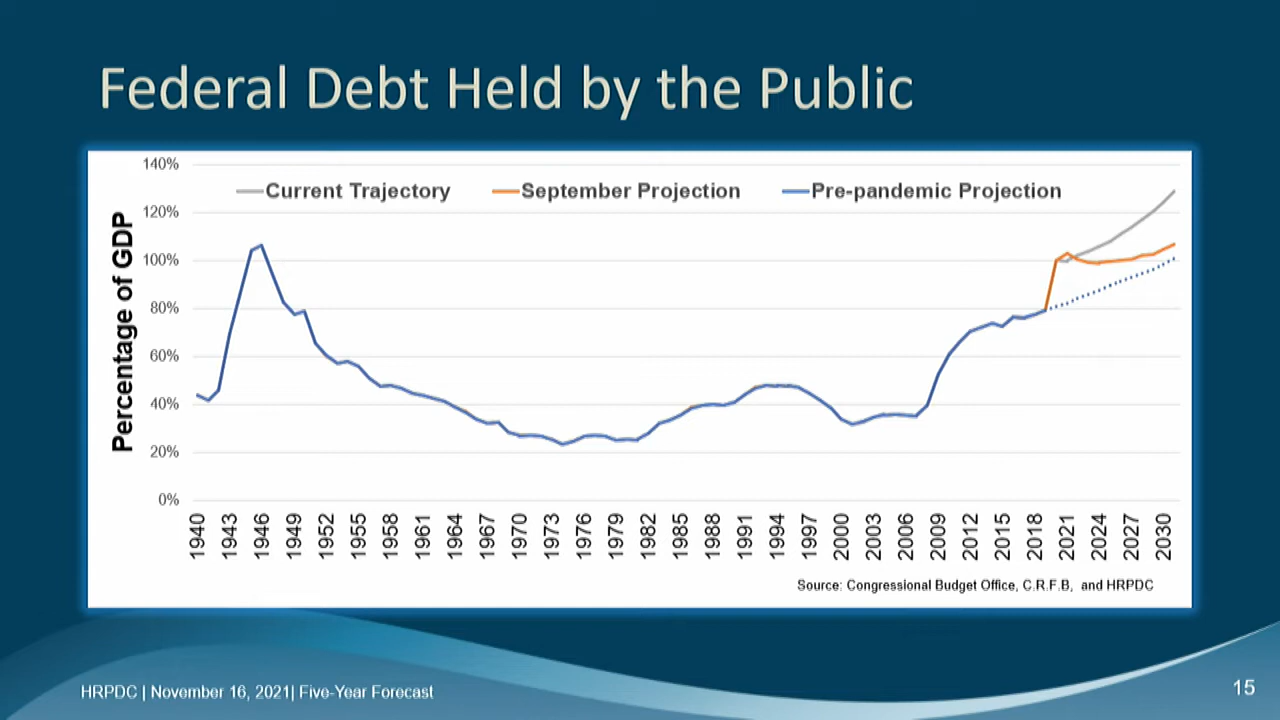 Federal Debt Held by the Public
140%
120%
100%
80%
60%
40%
20%
0%
Percentage of GDP
Current Trajectory September Projection Pre-pandemic Projection
1940 1943 1946 1949 1952 1955 1958 1961 1964 1967 1970 1973 1976 1979 1982 1985 1988 1991 1994 1997 2000 2003 2006 2009 2012 2015 2018 2021 2024 2027 2030
Source: Congressional Budget Office, C.R.F.B, and HRPDC
HRPDC | November 16, 2021| Five-Year Forecast
15